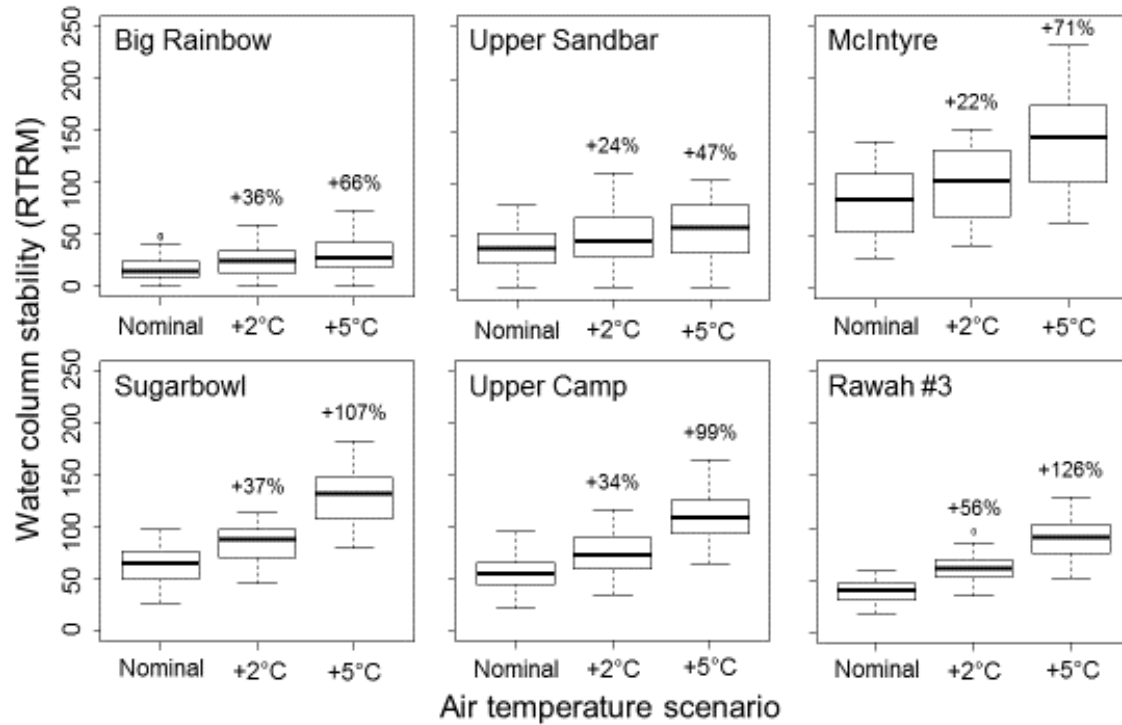 Water column stability (RTRM)
Big Rainbow
250
200
150
100
50
0
+36%
+66%
Nominal
+2°C
+5°C
Upper Sandbar
+24%
+47%
Nominal
+2°C
+5°C
McIntyre
+71%
+22%
Nominal
+2°C
+5°C
Sugarbowl
250
200
150
100
50
0
+107%
+37%
Nominal
+2°C
+5°C
Upper Camp
+99%
+34%
Nominal
+2°C
+5°C
Rawah #3
+126%
+56%
Nominal
+2°C
+5°C
Air temperature scenario